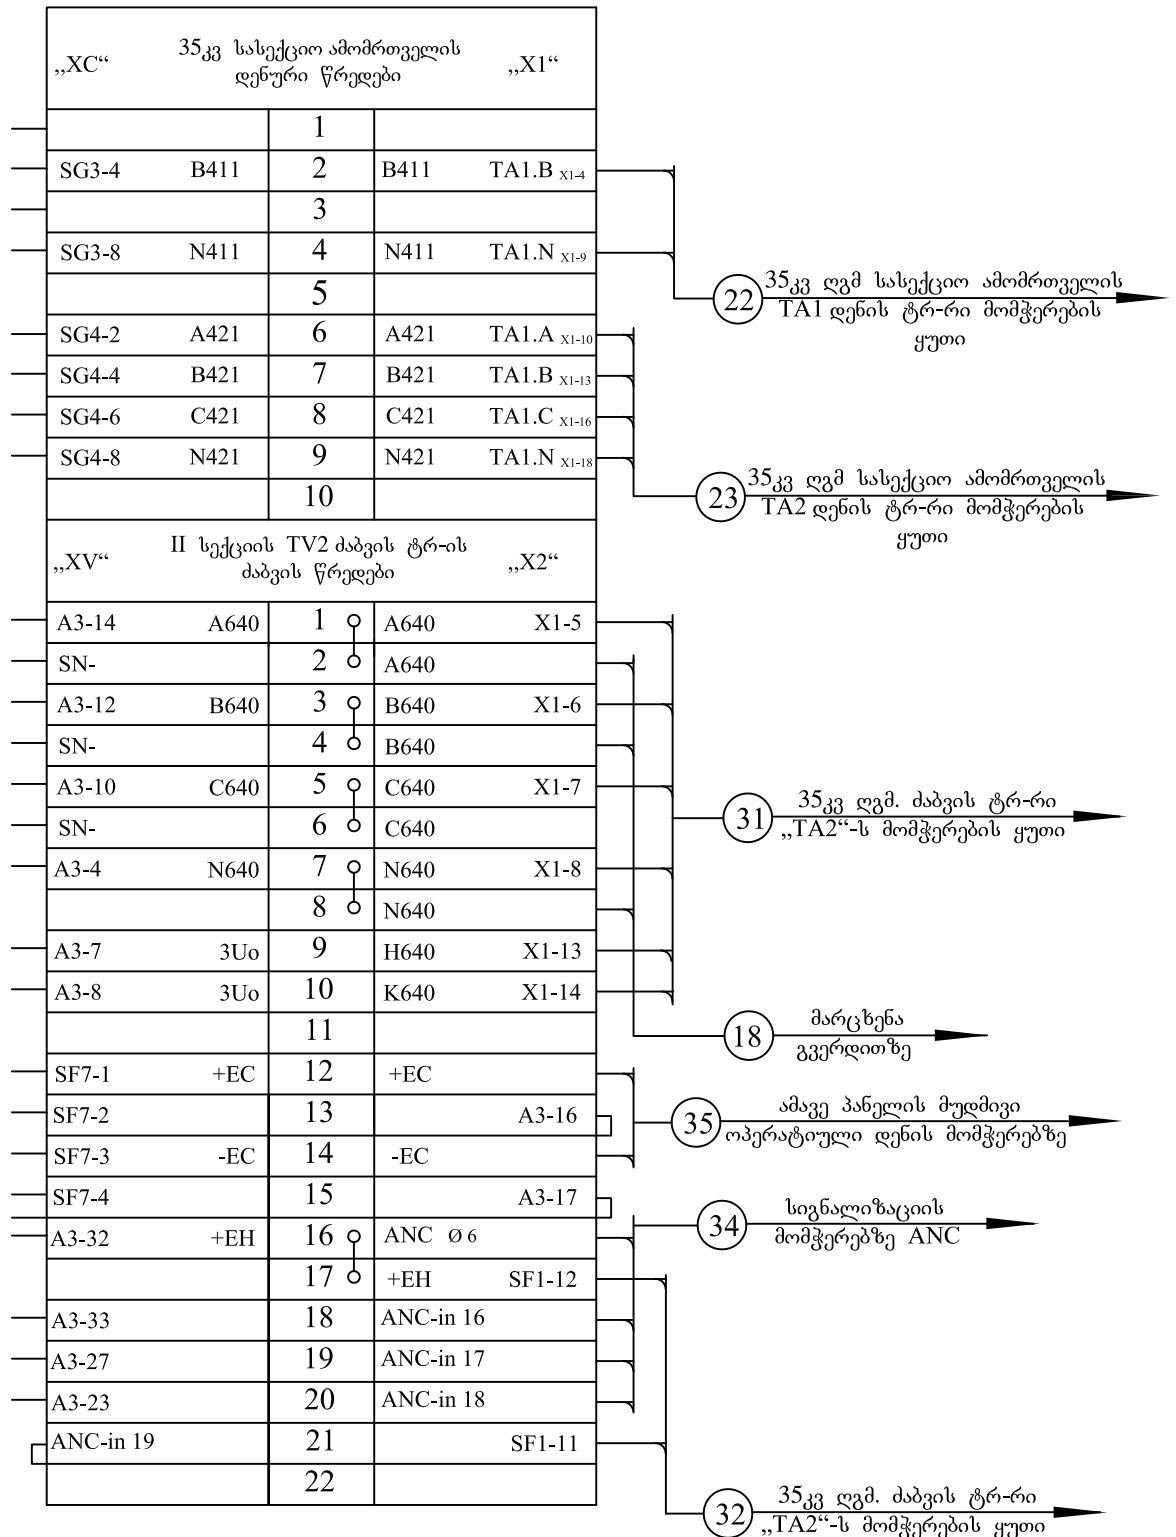 „XC“ 35კვ სასექციო ამომრთველის დენური წრედები „X1“
1
SG3-4 B411 2 B411 TA1.B X1-4
3
SG3-8 N411 4 N411 TA1.N X1-9
5
SG4-2 A421 6 A421 TA1.A X1-10
SG4-4 B421 7 B421 TA1.B X1-13
SG4-6 C421 8 C421 TA1.C X1-16
SG4-8 N421 9 N421 TA1.N X1-18
10
22 35კვ ღგმ სასექციო ამომრთველის
TA1 დენის ტრ-რი მომჭერების
ყუთი
23 35კვ ღგმ სასექციო ამომრთველის
TA2 დენის ტრ-რი მომჭერების
ყუთი
„XV“ II სექციის TV2 ძაბვის ტრ-ის ძაბვის წრედები „X2“
A3-14 A640 1 A640 X1-5
SN- 2 A640
A3-12 B640 3 B640 X1-6
SN- 4 B640
A3-10 C640 5 C640 X1-7
SN- 6 C640
A3-4 N640 7 N640 X1-8
8 N640
A3-7 3Uo 9 H640 X1-13
A3-8 3Uo 10 K640 X1-14
11
SF7-1 +EC 12 +EC
SF7-2 13 A3-16
SF7-3 -EC 14 -EC
SF7-4 15 A3-17
A3-32 +EH 16 ANC Ø 6
17 +EH SF1-12
A3-33 18 ANC-in 16
A3-27 19 ANC-in 17
A3-23 20 ANC-in 18
ANC-in 19 21 SF1-11
22
31 35კვ ღგმ. ძაბვის ტრ-რი
„TA2“-ს მომჭერების ყუთი
18 მარცხენა
გვერდითზე
35 ამავე პანელის მუდმივი
ოპერატიული დენის მომჭერებზე
34 სიგნალიზაციის
მომჭერებზე ANC
32 35კვ ღგმ. ძაბვის ტრ-რი
„TA2“-ს მომჭერების ყუთი